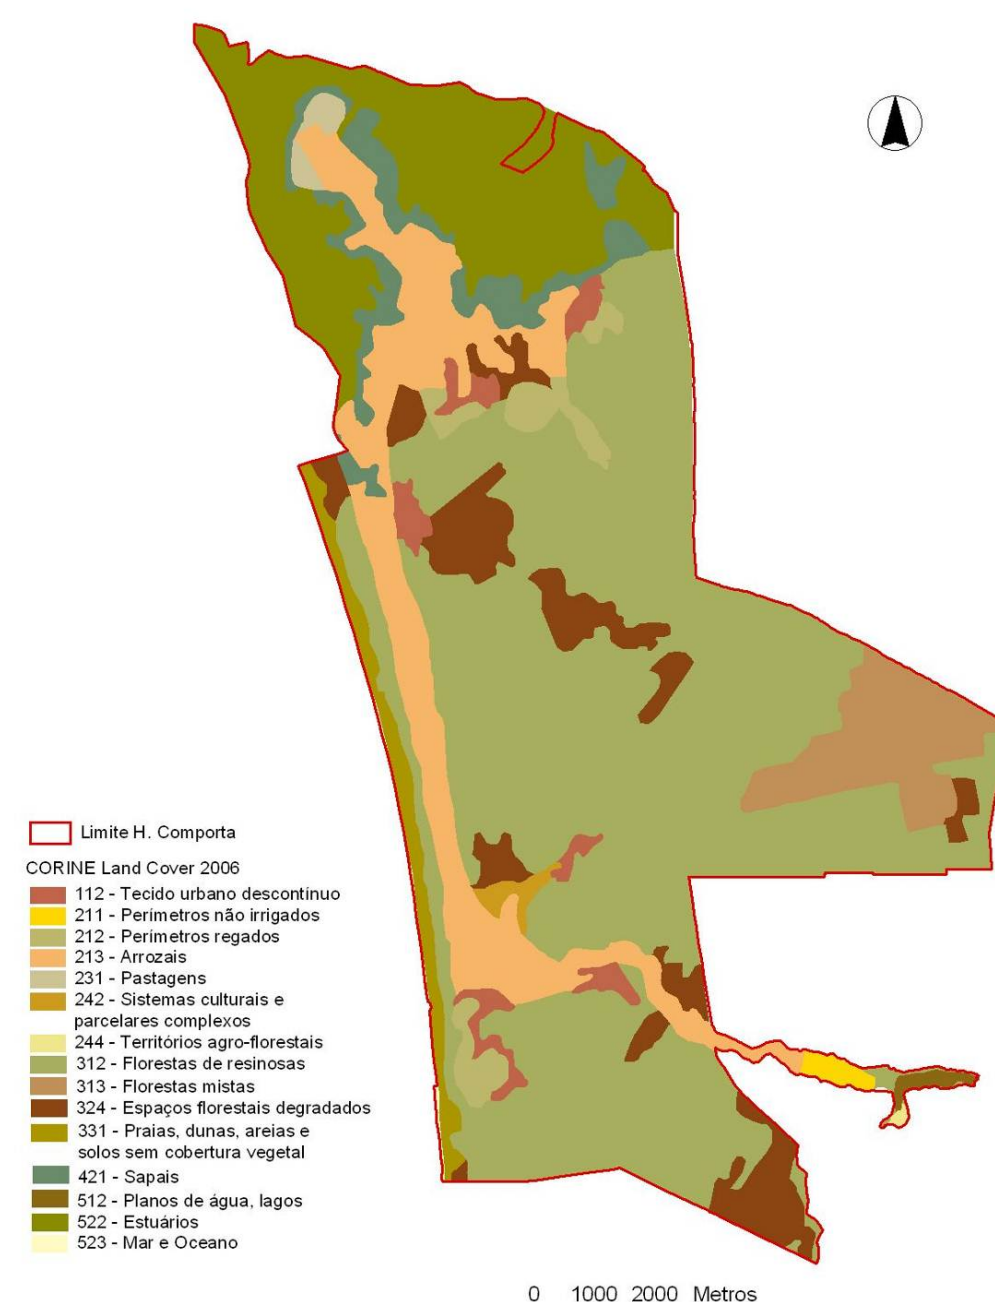 Limite H. Comporta
CORINE Land Cover 2006
112 - Tecido urbano descontínuo
211 - Perímetros não irrigados
212 - Perímetros regados
213 - Arrozais
231 - Pastagens
242 - Sistemas culturais e
parcelares complexos
244 - Territórios agro-florestais
312 - Florestas de resinosas
313 - Florestas mistas
324 - Espaços florestais degradados
331 - Praias, dunas, areias e
solos sem cobertura vegetal
421 - Sapais
512 - Planos de água, lagos
522 - Estuários
523 - Mar e Oceano
0 1000 2000 Metros